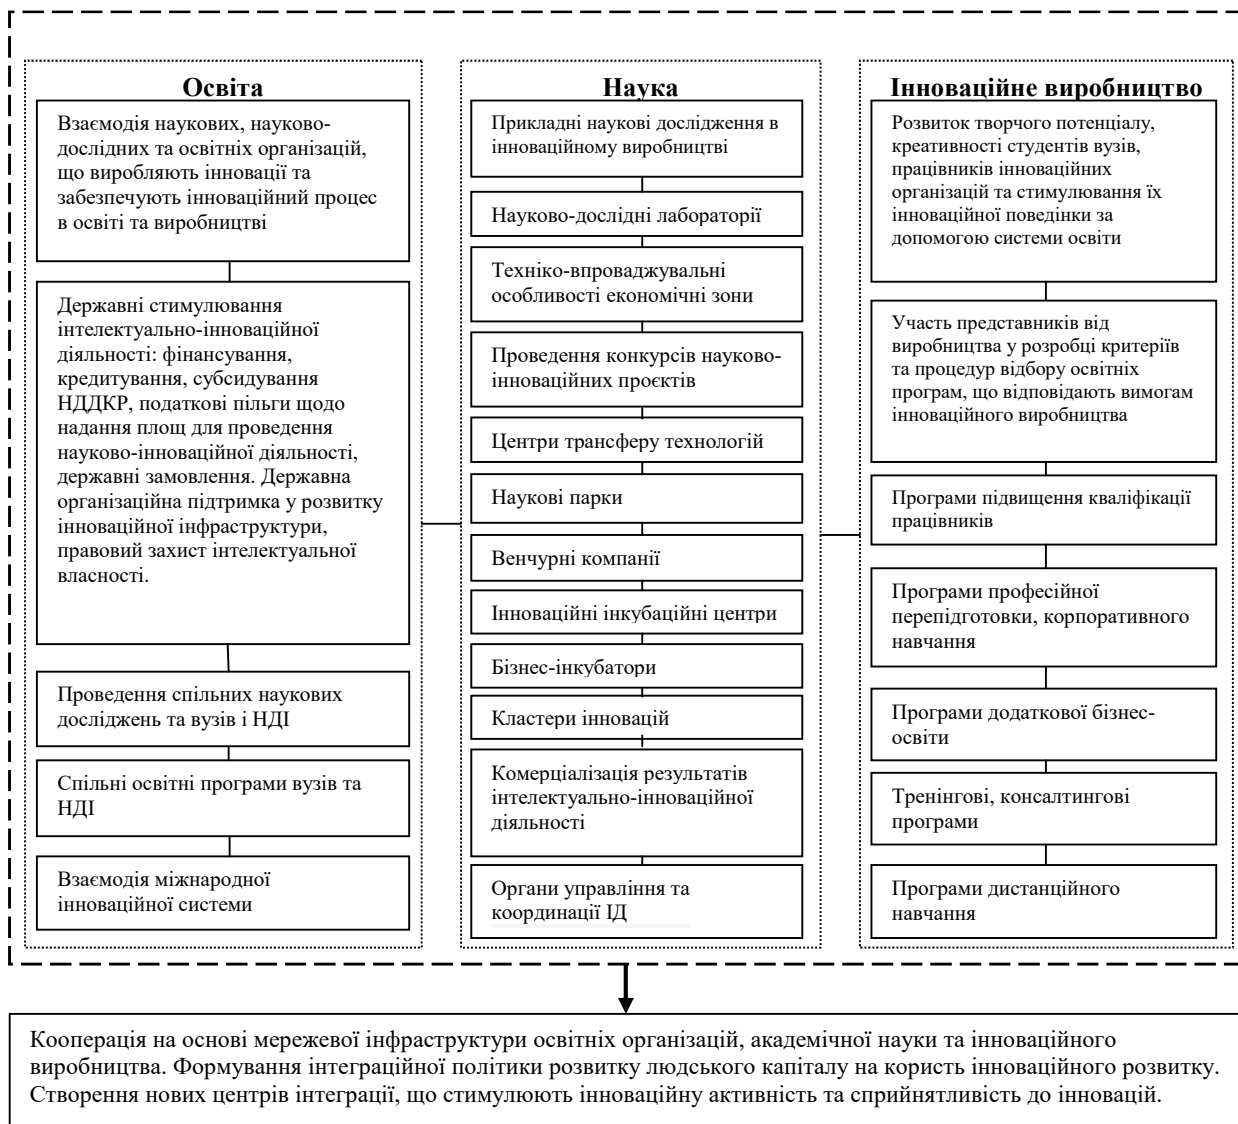 Освіта
Взаємодія наукових, науково-
дослідних та освітніх організацій,
що виробляють інновації та
забезпечують інноваційний процес
в освіті та виробництві
Державні стимулювання
інтелектуально-інноваційної
діяльності: фінансування,
кредитування, субсидування
НДДКР, податкові пільги щодо
надання площ для проведення
науково-інноваційної діяльності,
державні замовлення. Державна
організаційна підтримка у розвитку
інноваційної інфраструктури,
правовий захист інтелектуальної
власності.
Проведення спільних наукових
досліджень та вузів і НДІ
Спільні освітні програми вузів та
НДІ
Взаємодія міжнародної
інноваційної системи
Наука
Прикладні наукові дослідження в
інноваційному виробництві
Науково-дослідні лабораторії
Техніко-впроваджувальні
особливості економічні зони
Проведення конкурсів науково-
інноваційних проєктів
Центри трансферу технологій
Наукові парки
Венчурні компанії
Інноваційні інкубаційні центри
Бізнес-інкубатори
Кластери інновацій
Комерціалізація результатів
інтелектуально-інноваційної
діяльності
Органи управління та
координації ІД
Інноваційне виробництво
Розвиток творчого потенціалу,
креативності студентів вузів,
працівників інноваційних
організацій та стимулювання їх
інноваційної поведінки за
допомогою системи освіти
Участь представників від
виробництва у розробці критеріїв
та процедур відбору освітніх
програм, що відповідають вимогам
інноваційного виробництва
Програми підвищення кваліфікації
працівників
Програми професійної
перепідготовки, корпоративного
навчання
Програми додаткової бізнес-
освіти
Тренінгові, консалтингові
програми
Програми дистанційного
навчання
Кооперація на основі мережевої інфраструктури освітніх організацій, академічної науки та інноваційного
виробництва. Формування інтеграційної політики розвитку людського капіталу на користь інноваційного розвитку.
Створення нових центрів інтеграції, що стимулюють інноваційну активність та сприйнятливість до інновацій.